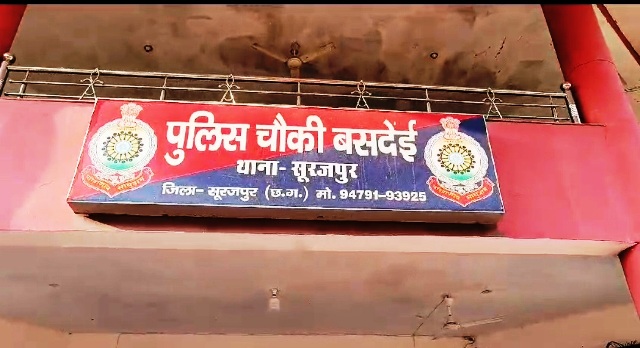 पुलिस चौकी बसदेंई
थाना- सूरजपुर
जिला- सूरजपुर (छ.ग.) मो. 94791-93925